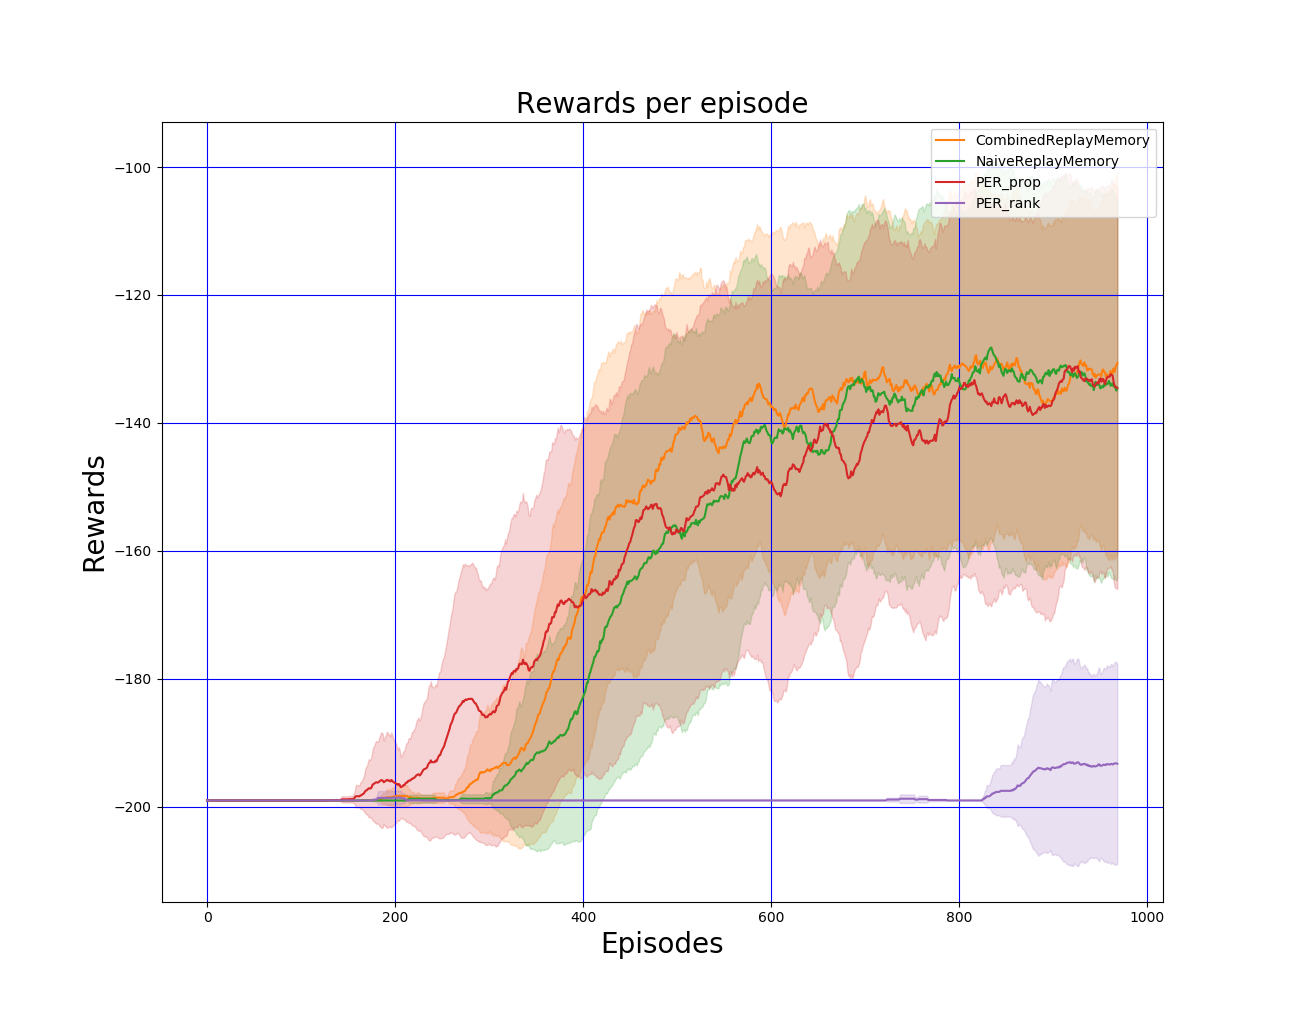 Rewards per episode
CombinedReplayMemory
NaiveReplayMemory
PER_prop
PER_rank
−100
−120
−140
−160
−180
−200
Rewards
0 200 400 600 800 1000
Episodes